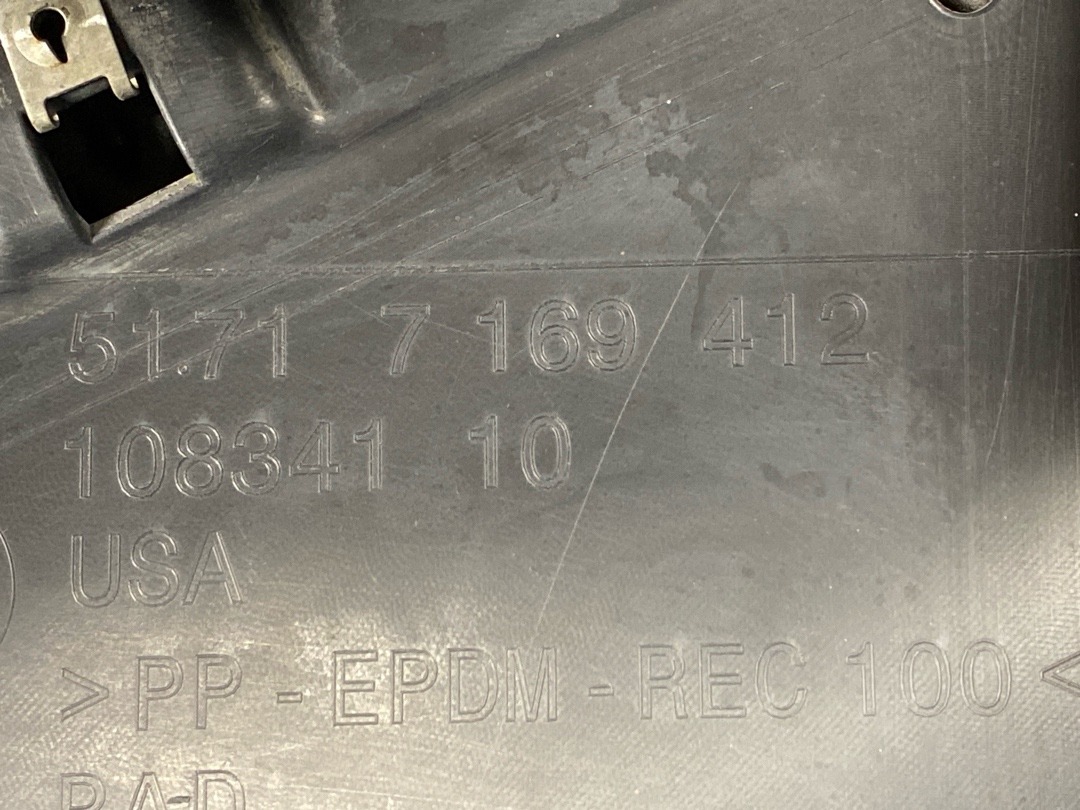 51.71 7 169 412
108341 10
USA
>PP-EPDM-REC 100<